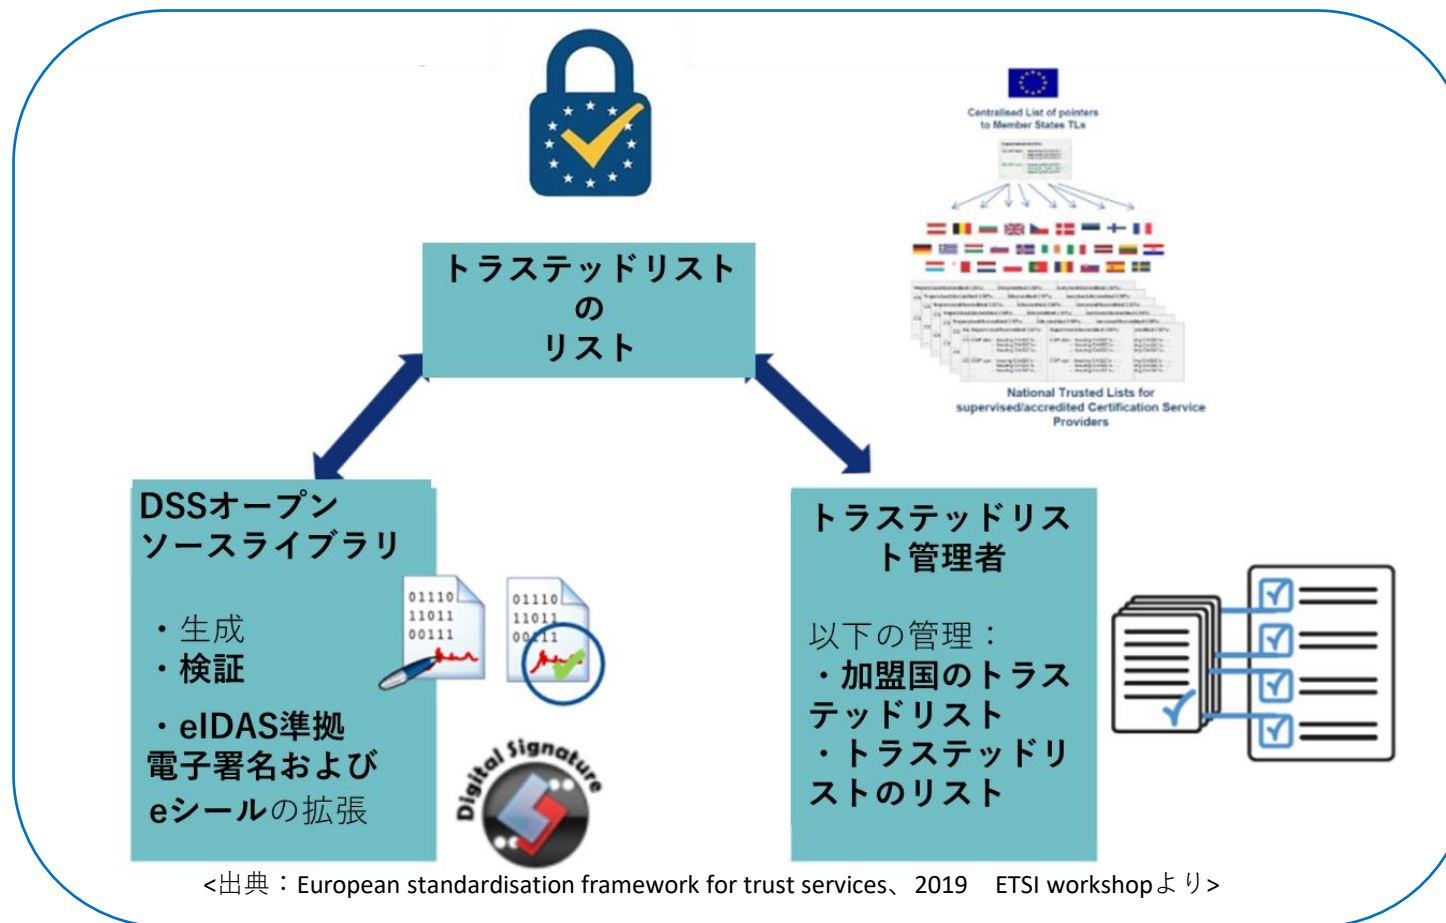 Centralised List of pointers
to Member States TLs
トラステッドリスト
の
リスト
National Trusted Lists for
supervised/accredited Certification Service
Providers
DSSオープン
ソースライブラリ
・生成
・検証
・eIDAS準拠
電子署名および
eシールの拡張
01110
11011
00111
01110
11011
00111
Digital Signature
トラステッドリス
ト管理者
以下の管理：
・加盟国のトラス
テッドリスト
・トラステッドリ
ストのリスト
<出典：European standardisation framework for trust services、2019　ETSI workshopより>